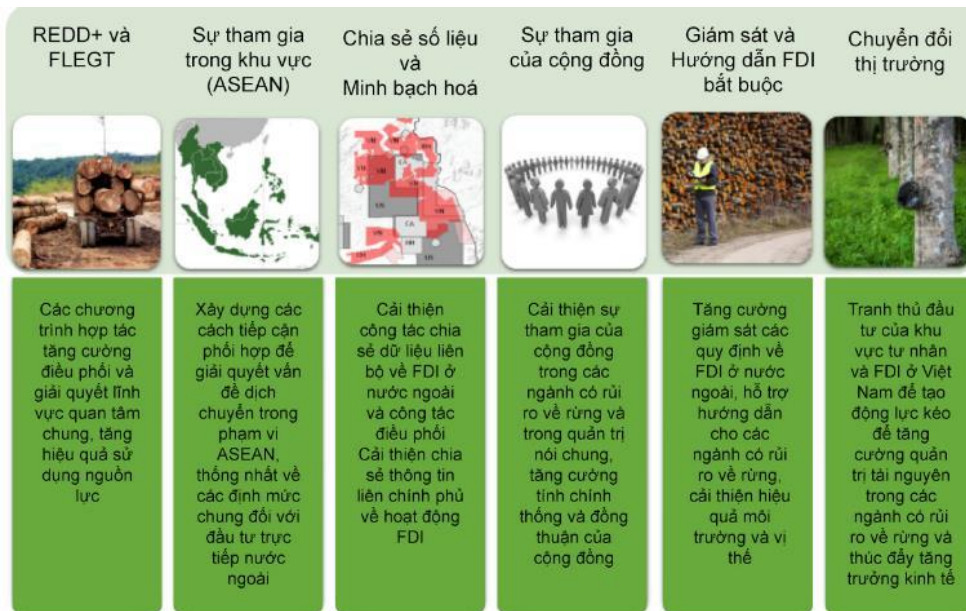 REDD+ và
FLEGT
Sự tham gia
trong khu vực
(ASEAN)
Chia sẻ số liệu
và
Minh bạch hoá
Sự tham gia
của cộng đồng
Giám sát và
Hướng dẫn FDI
bắt buộc
Chuyển đổi
thị trường
Các chương
trình hợp tác
tăng cường
điều phối và
giải quyết lĩnh
vực quan tâm
chung, tăng
hiệu quả sử
dụng nguồn
lực
Xây dựng các
cách tiếp cận
phối hợp để
giải quyết vấn
đề dịch
chuyển trong
phạm vi
ASEAN,
thống nhất về
các định mức
chung đối với
đầu tư trực
tiếp nước
ngoài
Cải thiện
công tác chia
sẻ dữ liệu liên
bộ về FDI ở
nước ngoài
và công tác
điều phối
Cải thiện chia
sẻ thông tin
liên chính phủ
về hoạt động
FDI
Cải thiện sự
tham gia của
cộng đồng
trong các
ngành có rủi
ro về rừng và
trong quản trị
nói chung,
tăng cường
tính chính
thống và đồng
thuận của
cộng đồng
Tăng cường
giám sát các
quy định về
FDI ở nước
ngoài, hỗ trợ
hướng dẫn
cho các
ngành có rủi
ro về rừng,
cải thiện hiệu
quả môi
trường và vị
thế
Tranh thủ đầu
tư của khu
vực tư nhân
và FDI ở Việt
Nam để tạo
động lực kéo
để tăng
cường quản
trị tài nguyên
trong các
ngành có rủi
ro về rừng và
thúc đẩy tăng
trưởng kinh tế